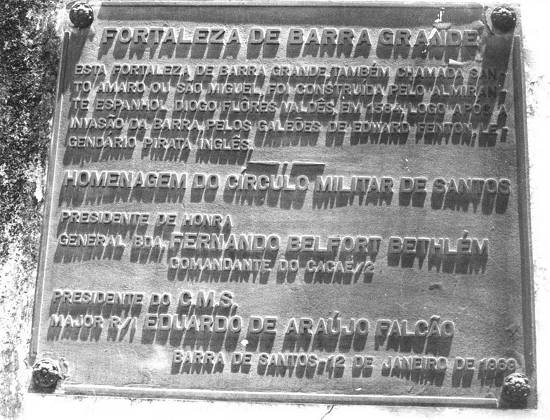 FORTALEZA DE BARRA GRANDE
ESTA FORTALEZA DE BARRA GRANDE, TAMBÉM CHAMADA SAN-
TO AMARO OU SÃO MIGUEL, FOI CONSTRUIDA PELO ALMIRAN-
TE ESPANHOL DIOGO FLÔRES VALDÉS, EM 1584, LOGO APÓS
INVASÃO DA BARRA PELOS GALEÕES DE EDWARD FENTON, LE-
GENDÁRIO PIRATA INGLÊS.
HOMENAGEM DO CÍRCULO MILITAR DE SANTOS
PRESIDENTE DE HONRA
GENERAL BDA. FERNANDO BELFORT BETHLÉM
COMANDANTE DO CACAÉ/2
PRESIDENTE DO C.M.S.
MAJOR R/1 EDUARDO DE ARAÚJO FALCÃO
BARRA DE SANTOS, 12 DE JANEIRO DE 1969